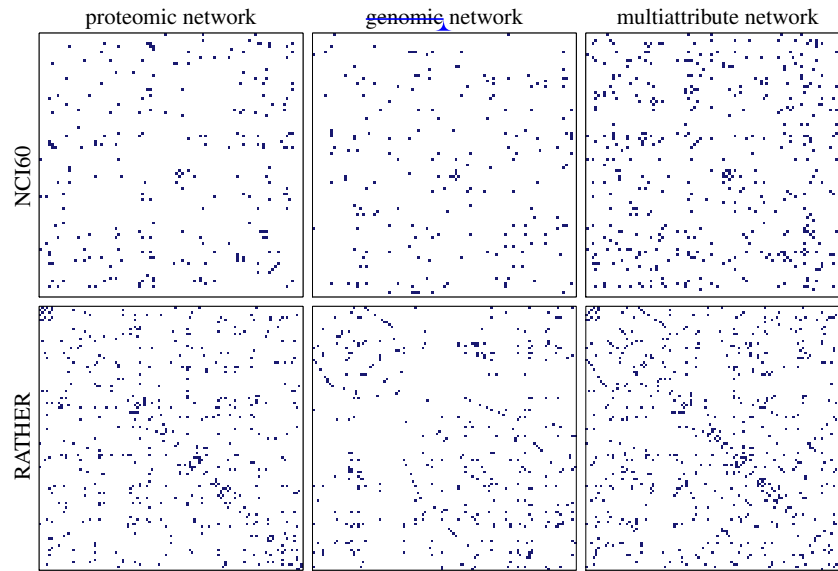 proteomic network
genomic network
multiattribute network
NCI60
RATHER